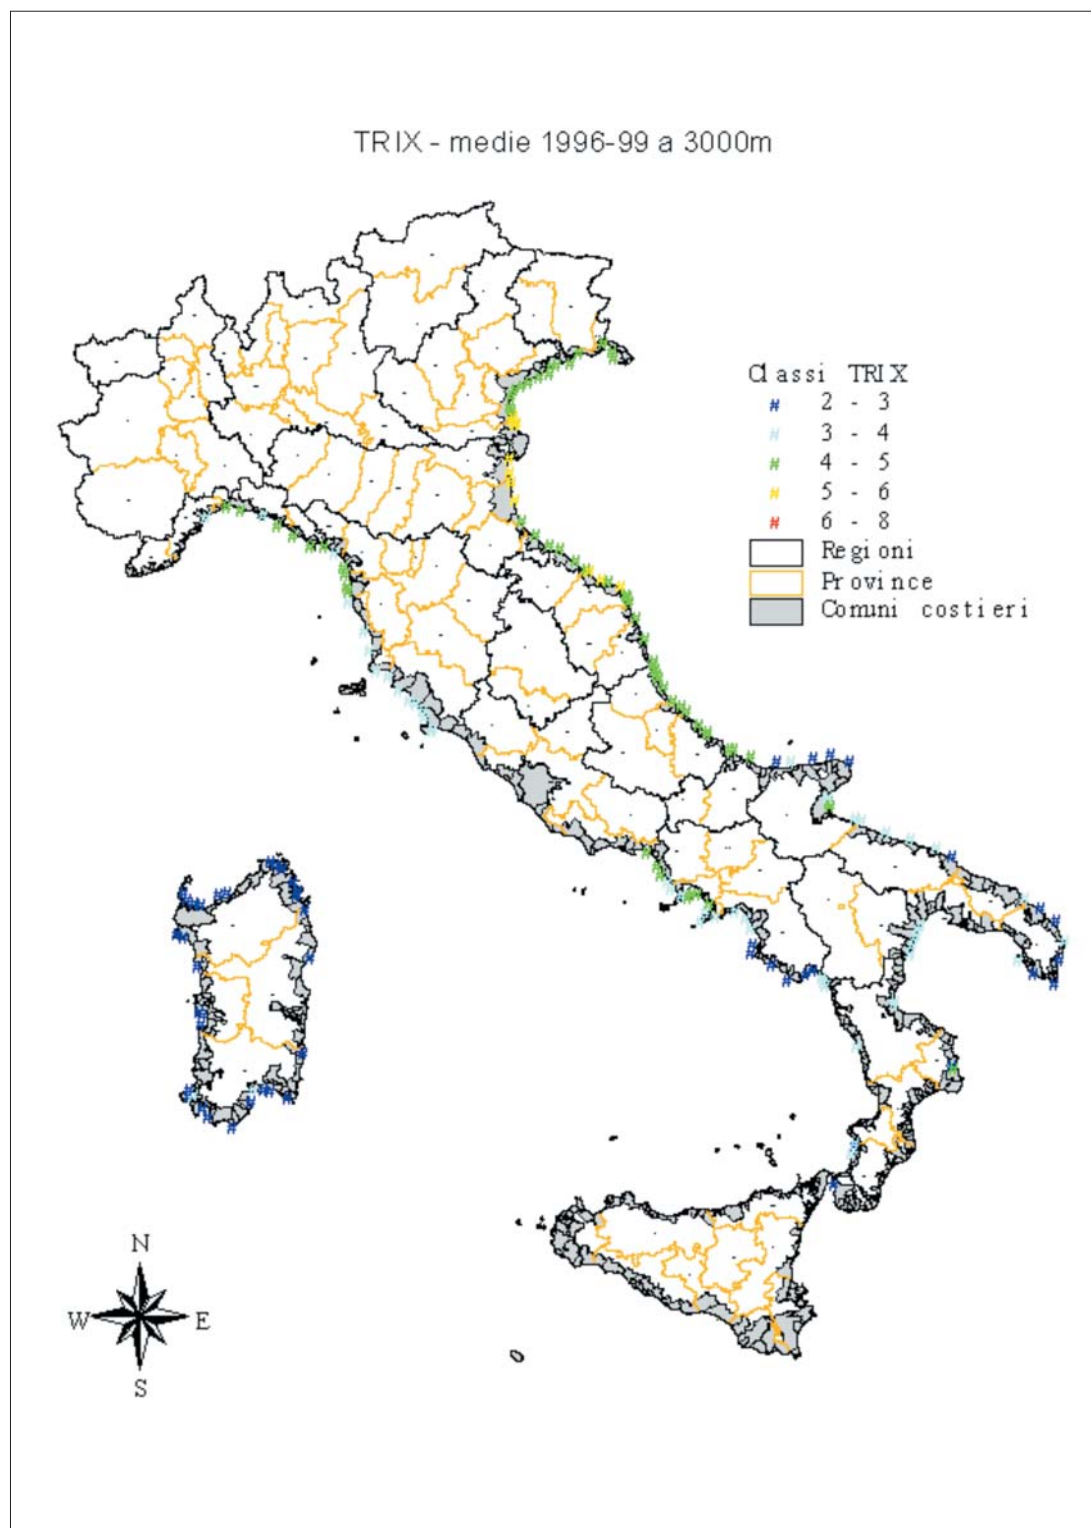 TRIX - medie 1996-99 a 3000m
Classi TRIX
# 2 - 3
# 3 - 4
# 4 - 5
# 5 - 6
# 6 - 8
Regioni
Province
Comuni costieri
N
W E
S